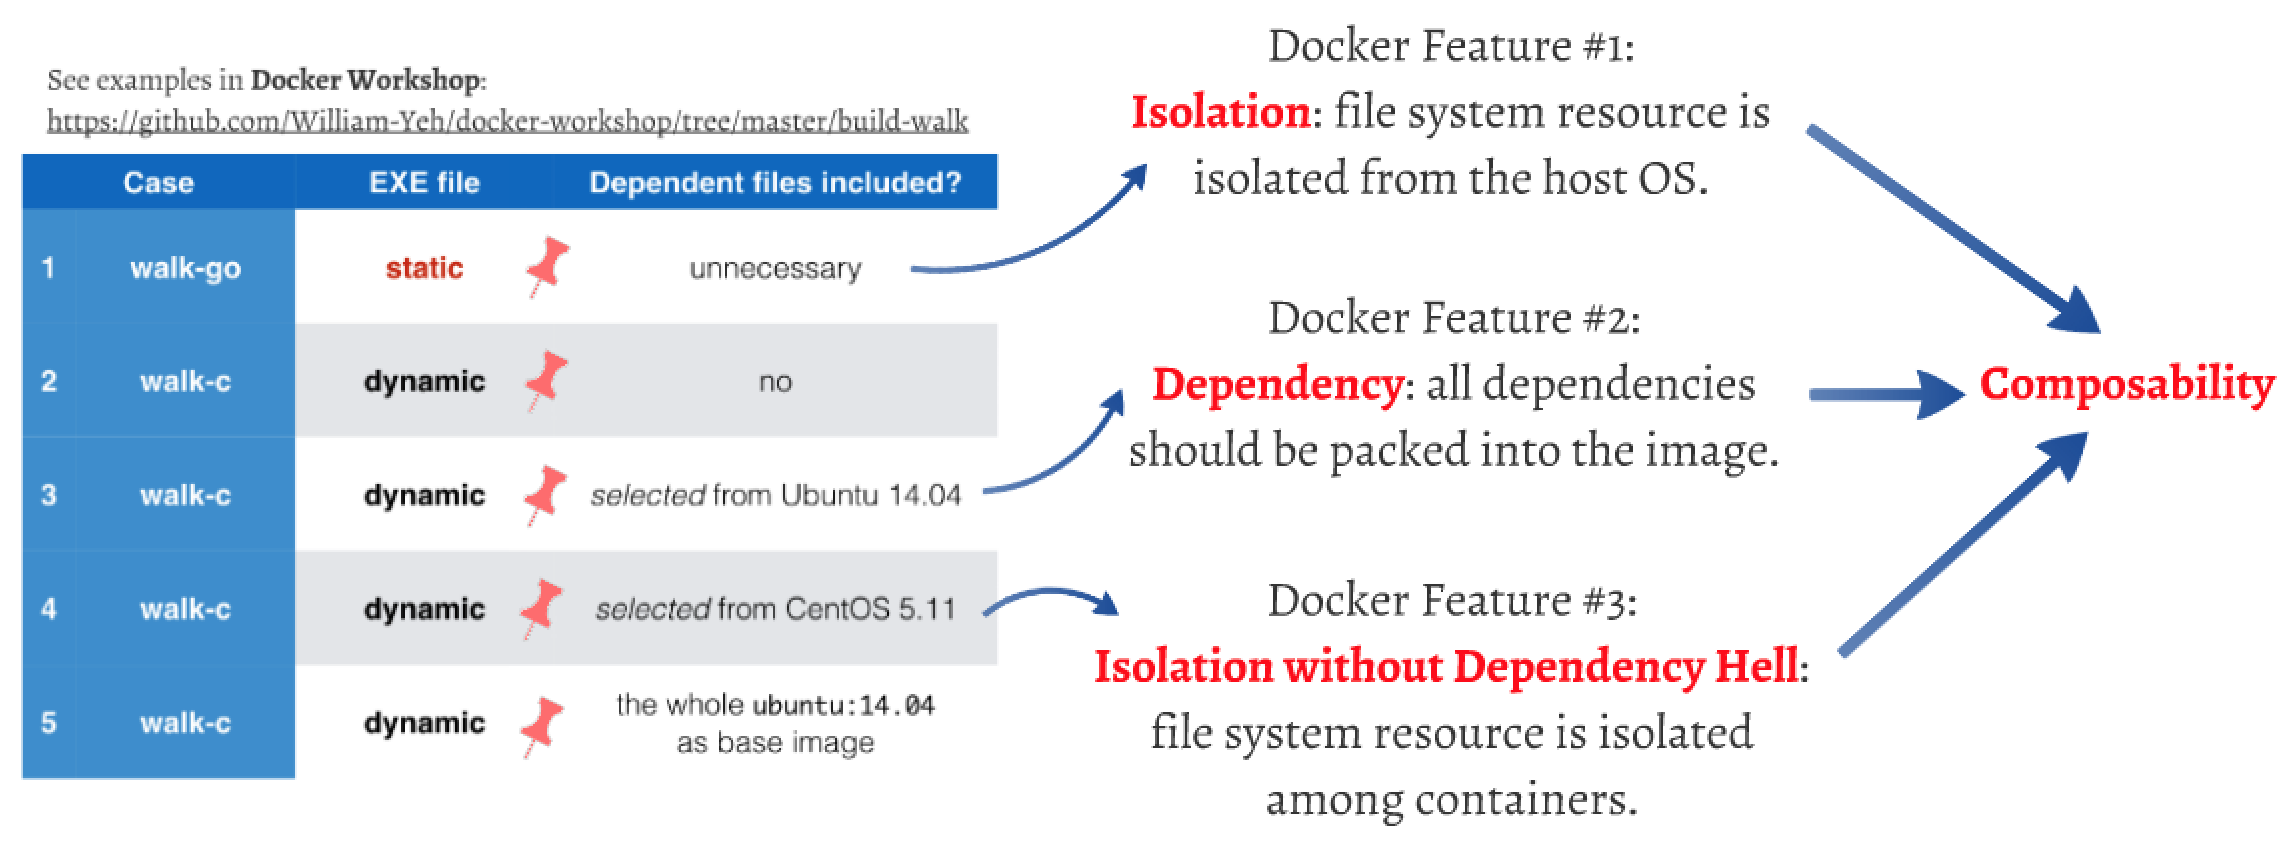 See examples in Docker Workshop:
https://github.com/William-Yeh/docker-workshop/tree/master/build-walk
Case EXE file Dependent files included?
1 walk-go static unnecessary
2 walk-c dynamic no
3 walk-c dynamic selected from Ubuntu 14.04
4 walk-c dynamic selected from CentOS 5.11
5 walk-c dynamic the whole ubuntu:14.04
as base image
Docker Feature #1:
Isolation: file system resource is
isolated from the host OS.
Docker Feature #2:
Dependency: all dependencies
should be packed into the image.
Docker Feature #3:
Isolation without Dependency Hell:
file system resource is isolated
among containers.
Composability